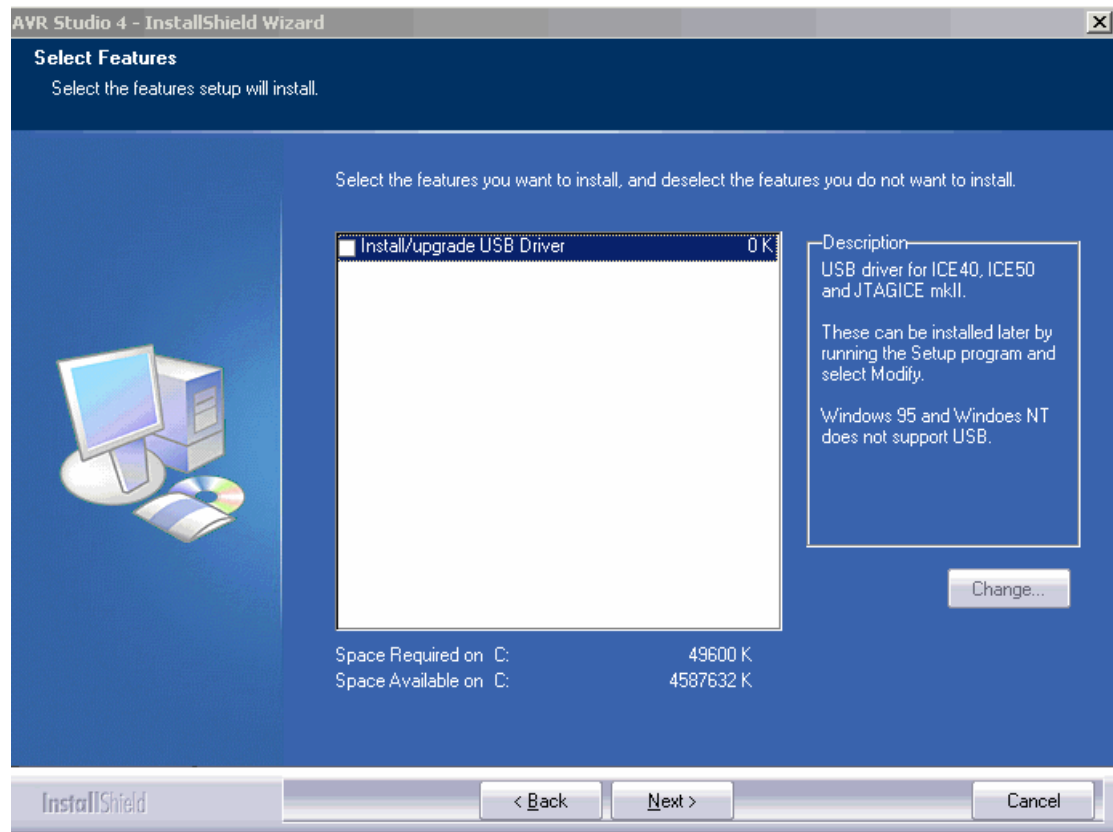 AVR Studio 4 - InstallShield Wizard
Select Features
Select the features setup will install.
Select the features you want to install, and deselect the features you do not want to install.
Install/upgrade USB Driver 0 K
Description
USB driver for ICE40, ICE50
and JTAGICE mkII.
These can be installed later by
running the Setup program and
select Modify.
Windows 95 and Windoes NT
does not support USB.
Change...
Space Required on C: 49600 K
Space Available on C: 4587632 K
InstallShield
< Back
Next >
Cancel